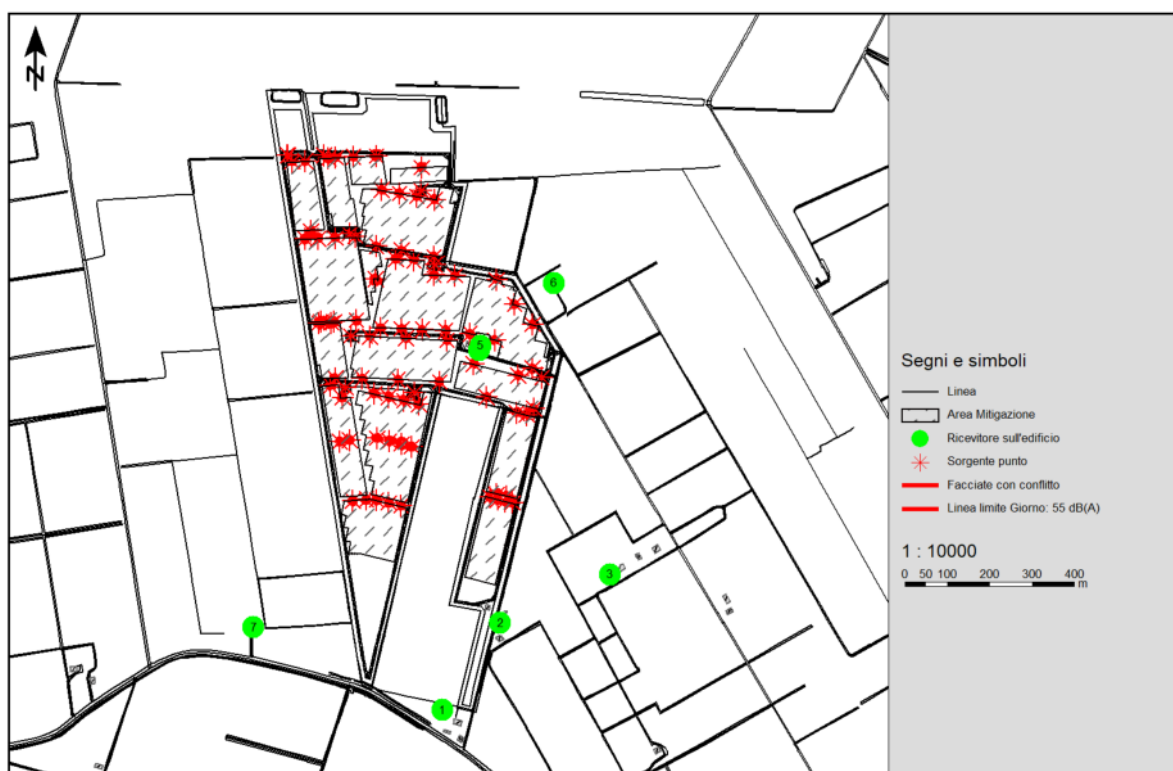 N
6
5
3
2
7
1
Segni e simboli
Linea
Area Mitigazione
Ricevitore sull'edificio
Sorgente punto
Facciate con conflitto
Linea limite Giorno: 55 dB(A)
1 : 10000
0 50 100 200 300 400
m